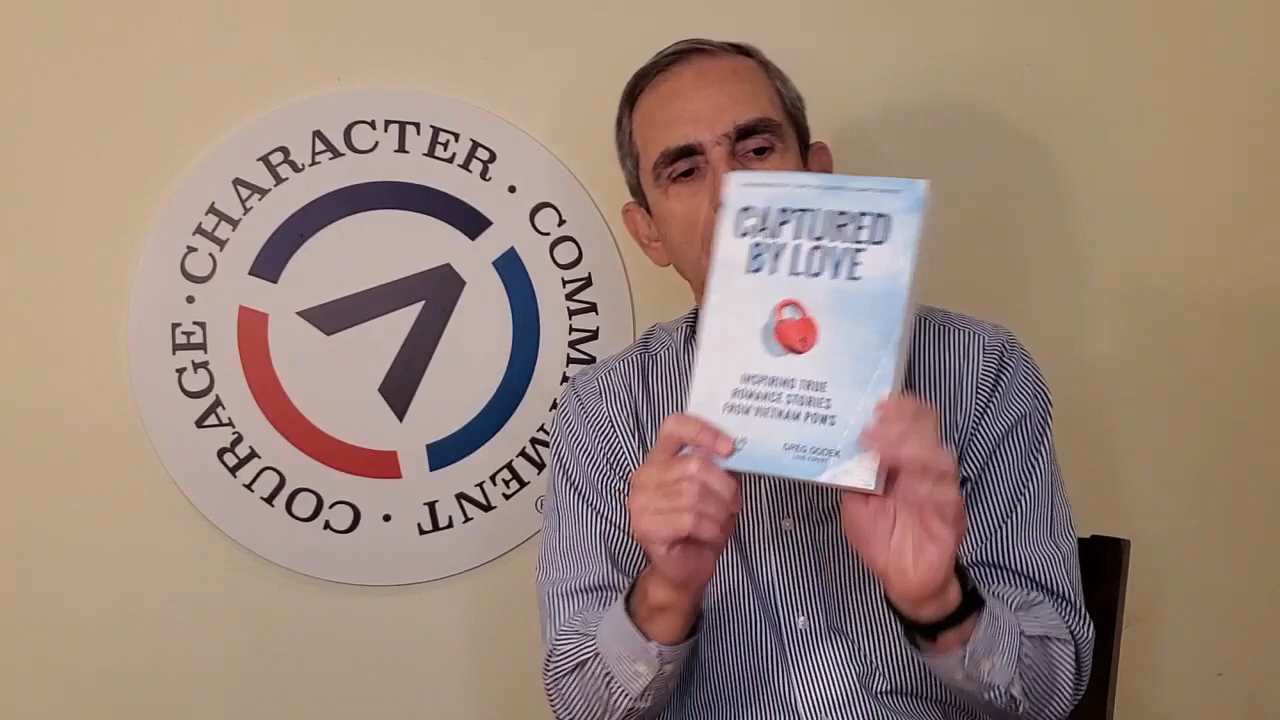 CHARACTER · COMMITMENT · COURAGE ·
®
CAPTURED
BY LOVE
INSPIRING TRUE
ROMANCE STORIES
FROM VIETNAM POWS
GREG GODEK